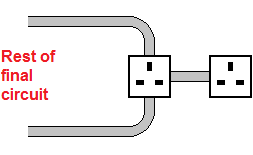 Rest of
final
circuit